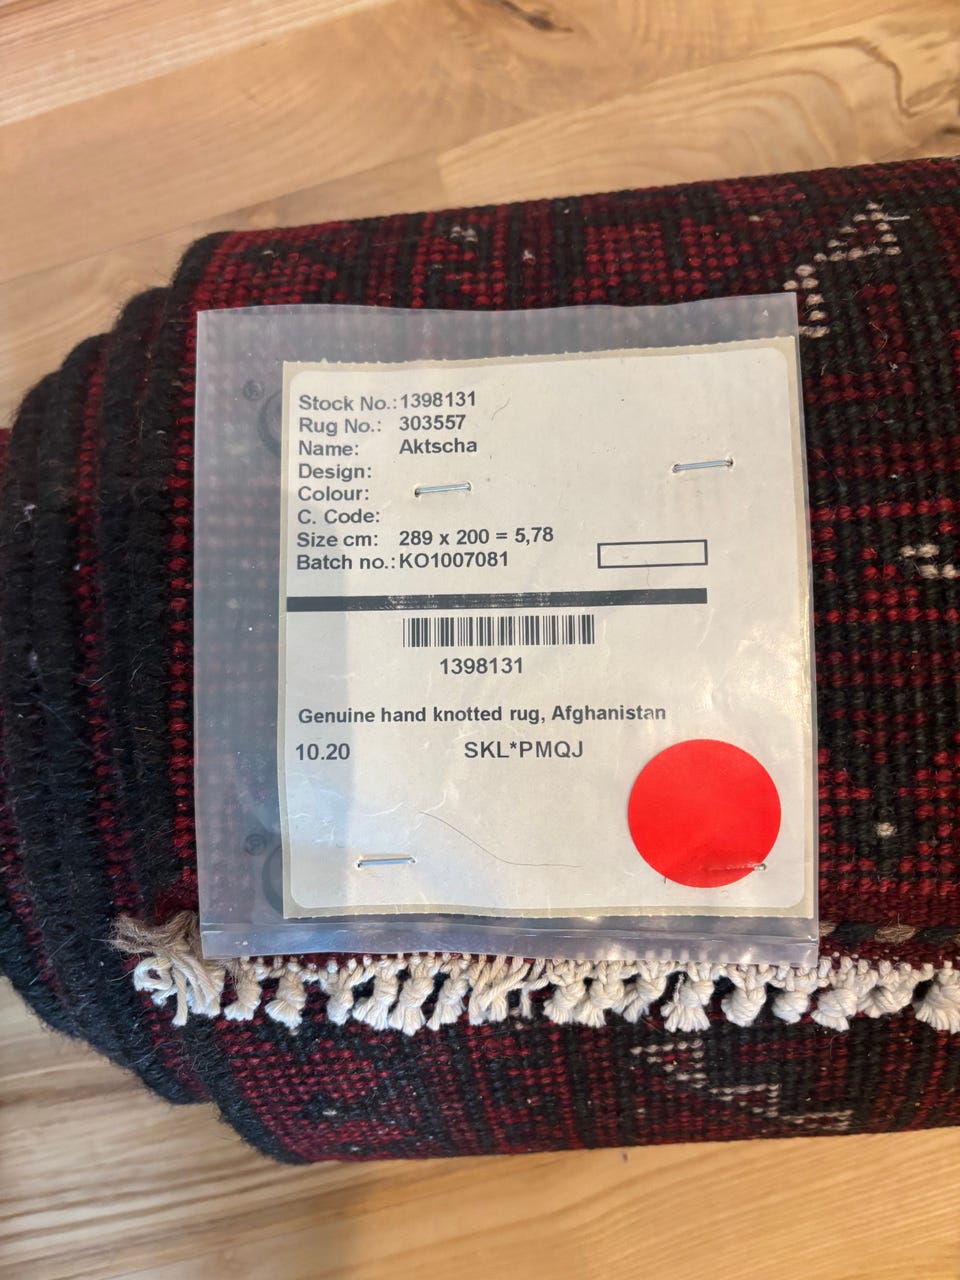 Stock No.: 1398131
Rug No.: 303557
Name: Aktscha
Design:
Colour:
C. Code:
Size cm: 289 x 200 = 5,78
Batch no.: KO1007081
1398131
Genuine hand knotted rug, Afghanistan
10.20 SKL*PMQJ
®
®